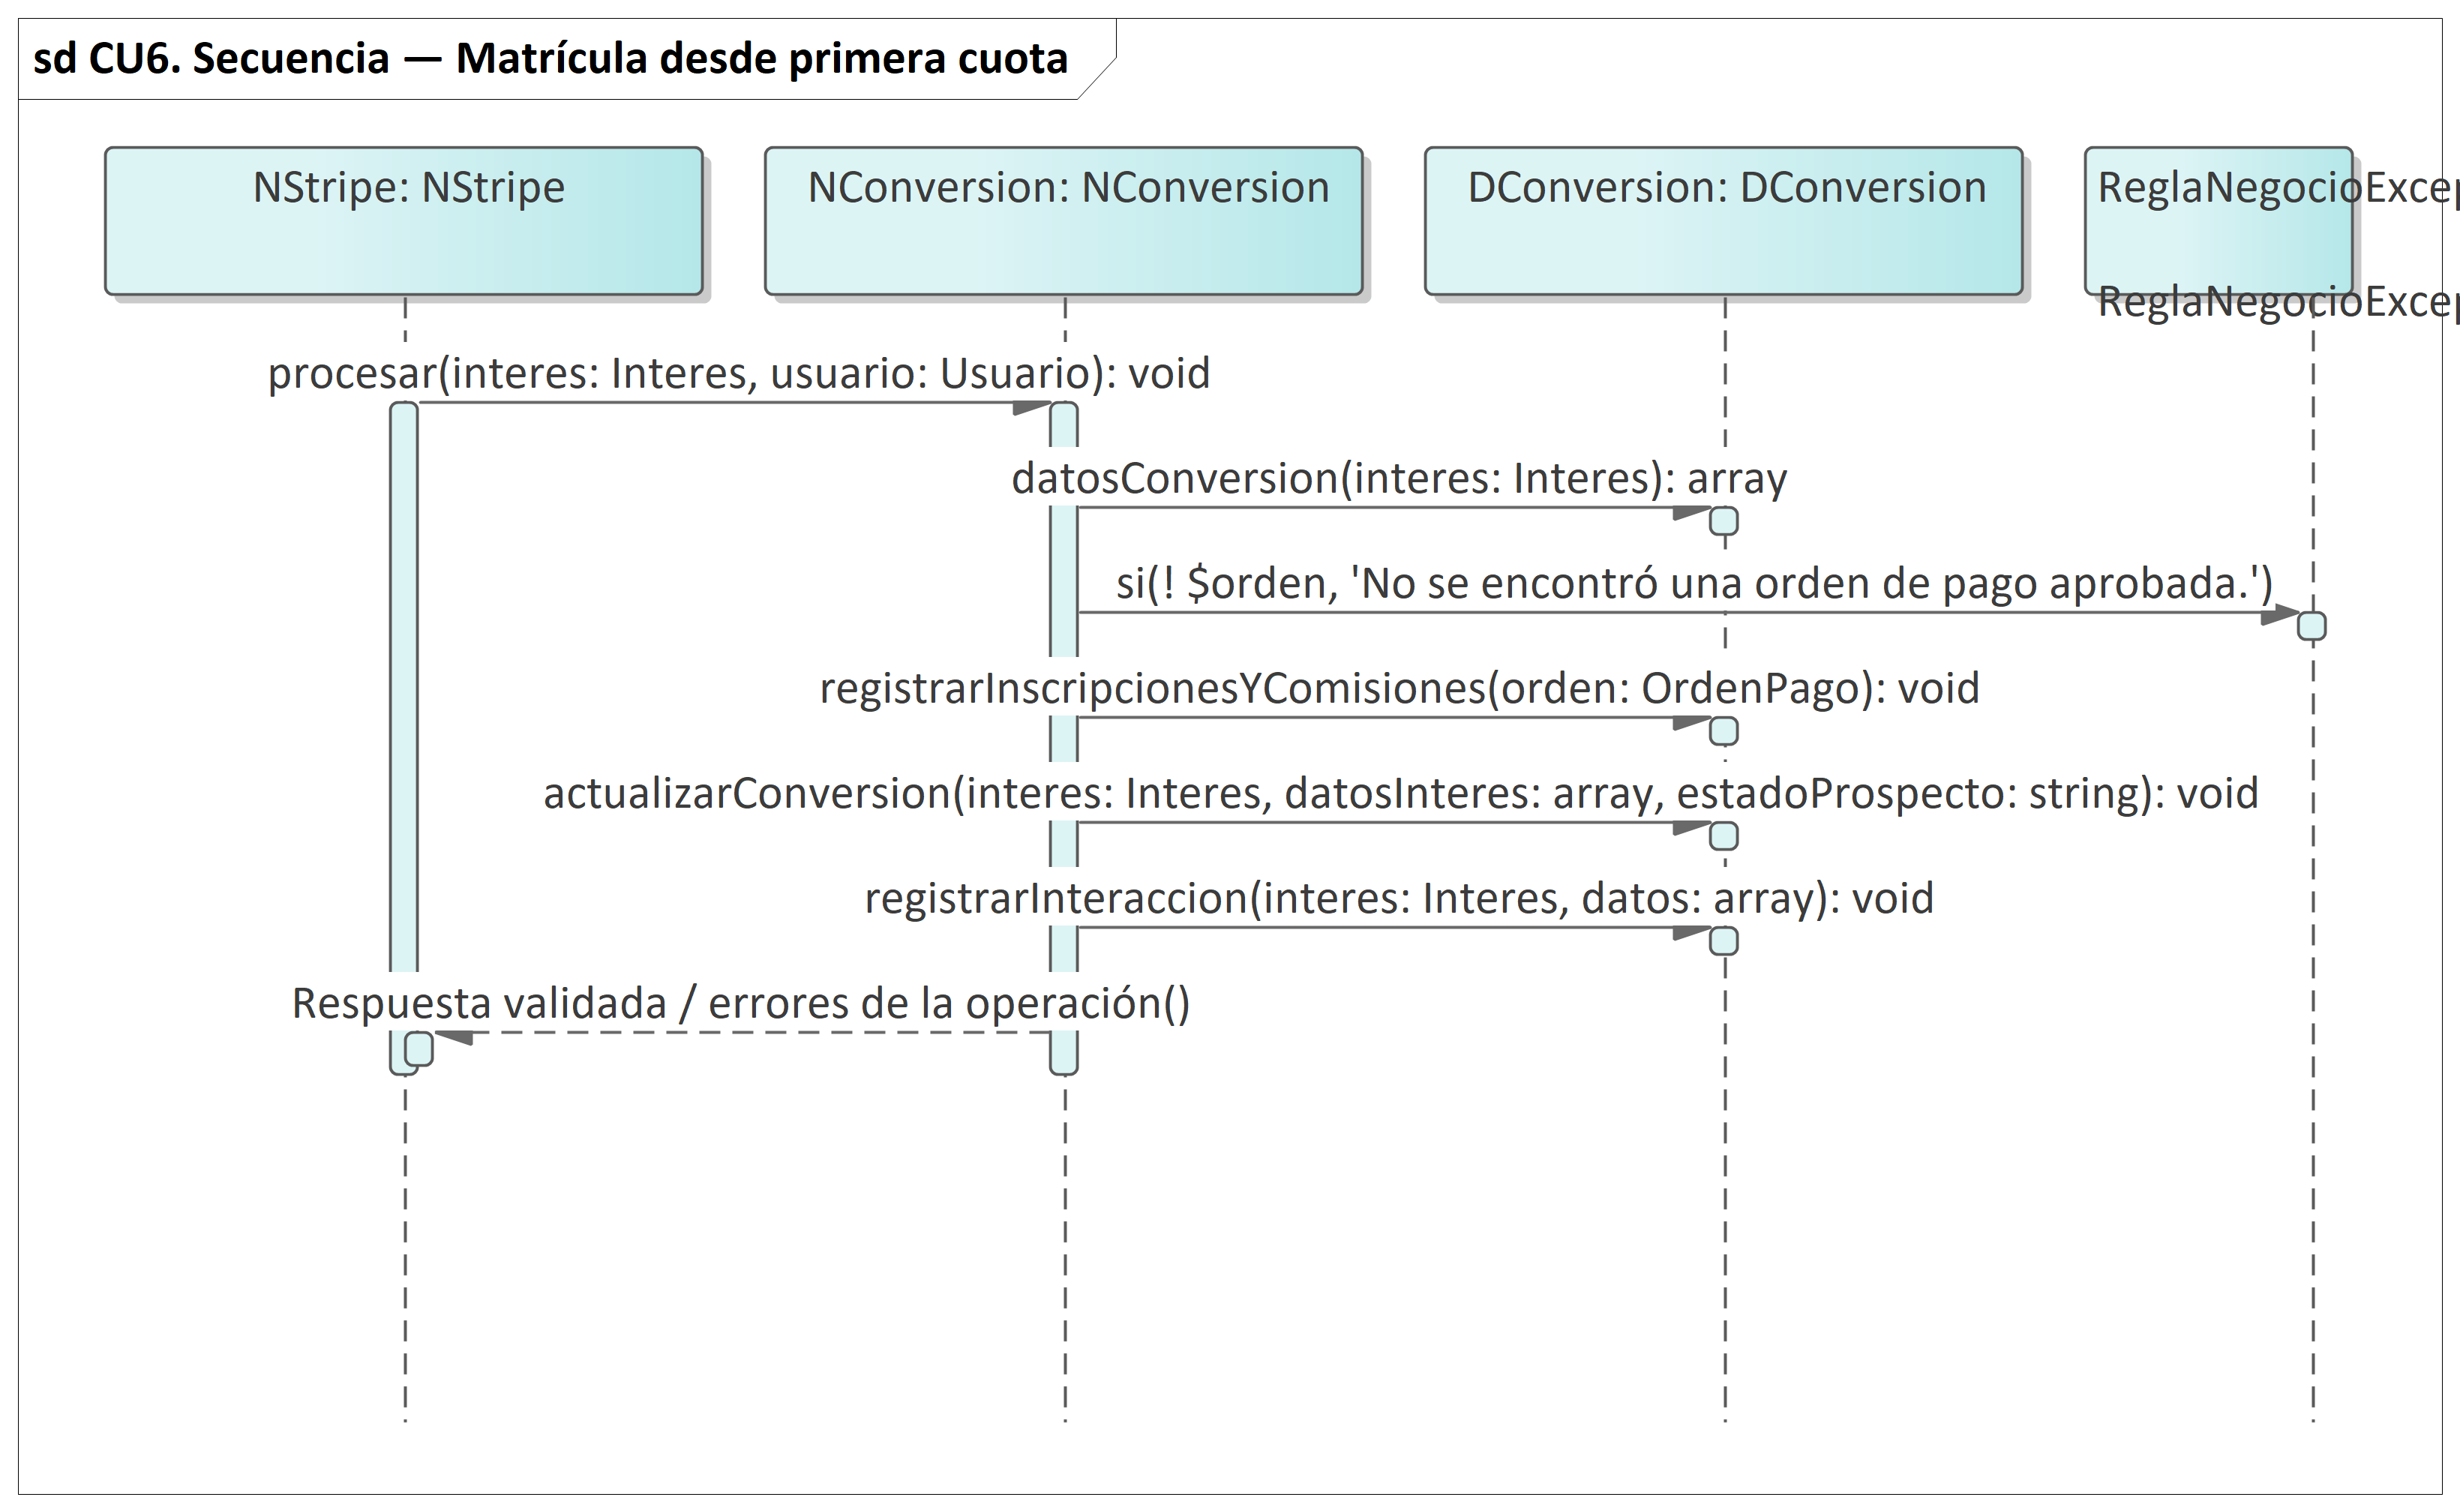 sd CU6. Secuencia — Matrícula desde primera cuota
NStripe: NStripe
NConversion: NConversion
DConversion: DConversion
ReglaNegocioExcep
ReglaNegocioExcep
procesar(interes: Interes, usuario: Usuario): void
datosConversion(interes: Interes): array
si(! $orden, 'No se encontró una orden de pago aprobada.')
registrarInscripcionesYComisiones(orden: OrdenPago): void
actualizarConversion(interes: Interes, datosInteres: array, estadoProspecto: string): void
registrarInteraccion(interes: Interes, datos: array): void
Respuesta validada / errores de la operación()